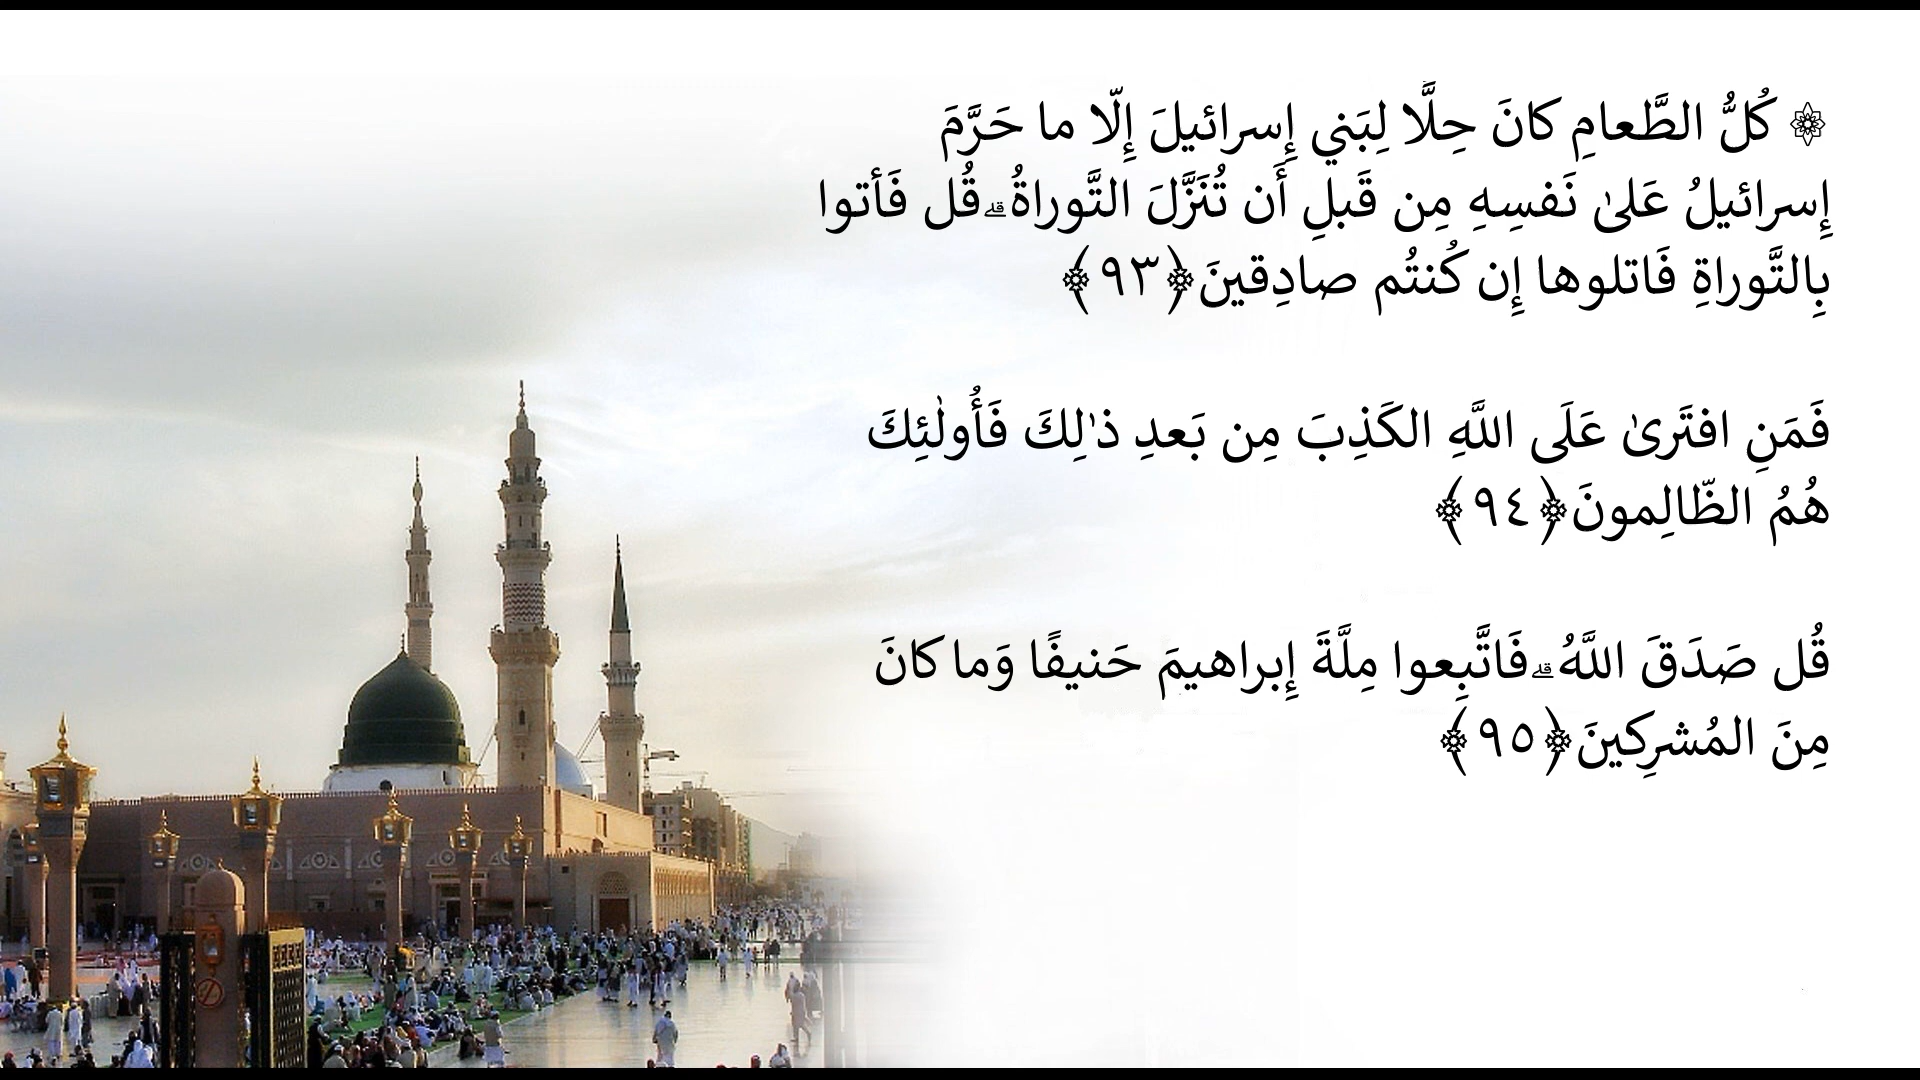 ۞ كُلُّ الطَّعامِ كانَ حِلًّا لِبَني إِسرائيلَ إِلّا ما حَرَّمَ
إِسرائيلُ عَلىٰ نَفسِهِ مِن قَبلِ أَن تُنَزَّلَ التَّوراةُ ۗ قُل فَأتوا
بِالتَّوراةِ فَاتلوها إِن كُنتُم صادِقينَ ﴿٩٣﴾
فَمَنِ افتَرىٰ عَلَى اللَّهِ الكَذِبَ مِن بَعدِ ذٰلِكَ فَأُولٰئِكَ
هُمُ الظّالِمونَ ﴿٩٤﴾
قُل صَدَقَ اللَّهُ ۗ فَاتَّبِعوا مِلَّةَ إِبراهيمَ حَنيفًا وَما كانَ
مِنَ المُشرِكينَ ﴿٩٥﴾